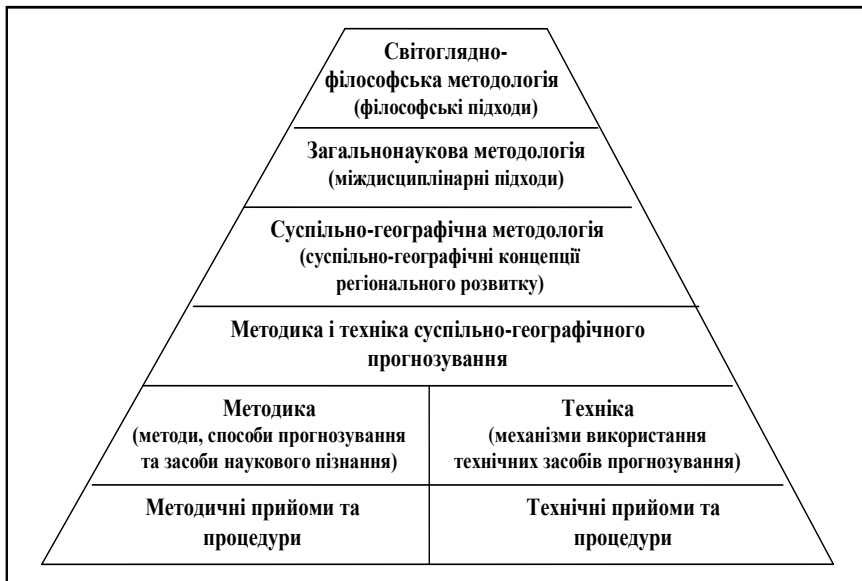 Світоглядно-
філософська методологія
(філософські підходи)
Загальнонаукова методологія
(міждисциплінарні підходи)
Суспільно-географічна методологія
(суспільно-географічні концепції
регіонального розвитку)
Методика і техніка суспільно-географічного
прогнозування
Методика
(методи, способи прогнозування
та засоби наукового пізнання)
Техніка
(механізми використання
технічних засобів прогнозування)
Методичні прийоми та
процедури
Технічні прийоми та
процедури